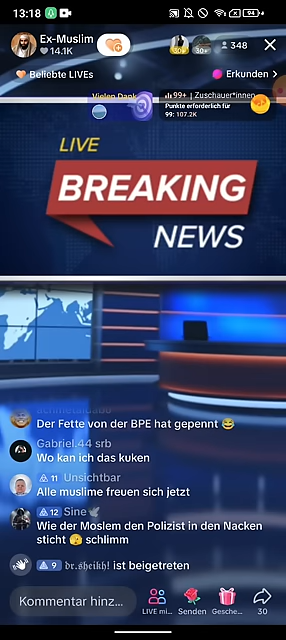 13:18
94
Ex-Muslim
14.1K
30+
30+
348
Beliebte LIVEs
Erkunden
Vielen Dank
99+ | Zuschauer*innen
Punkte erforderlich für
99: 107.2K
LIVE
BREAKING
NEWS
Der Fette von der BPE hat gepennt 😂
Gabriel.44 srb
Wo kan ich das kuken
11 Unsichtbar
Alle muslime freuen sich jetzt
12 Sine 🕊
Wie der Moslem den Polizist in den Nacken
sticht 🫣 schlimm
9 𝔡𝔯.𝔰𝔥𝔢𝔦𝔨𝔥! ist beigetreten
Kommentar hinz...
LIVE mi...
Senden
Gesche...
30